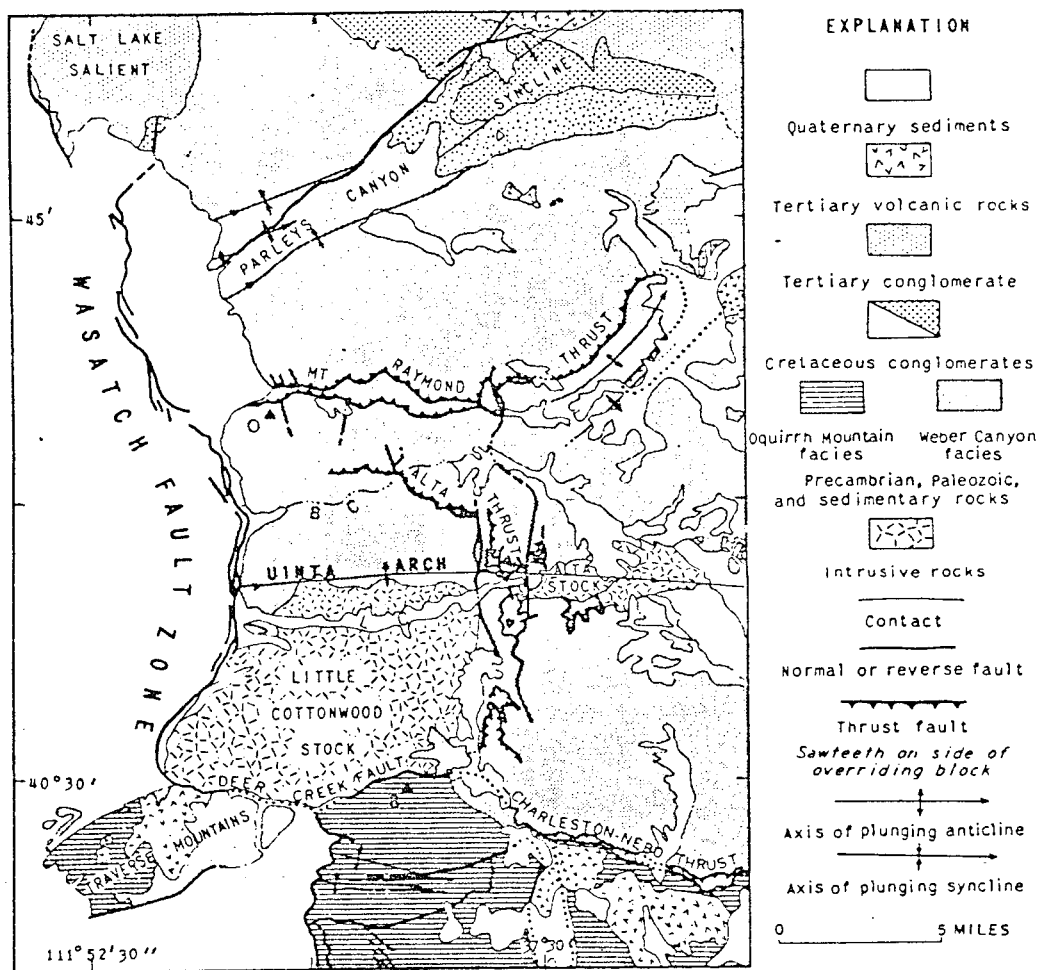 SALT LAKE
SALIENT
SYNCLINE
CANYON
PARLEYS
45'
WASATCH FAULT ZONE
MT
RAYMOND
THRUST
O
ALTA
THRUST
B C
UINTA ARCH
ALTA
STOCK
LITTLE
COTTONWOOD
STOCK
40°30'
DEER CREEK FAULT
TRAVERSE
MOUNTAINS
CHARLESTON-NEBO THRUST
111°52'30"
EXPLANATION
Quaternary sediments
Tertiary volcanic rocks
Tertiary conglomerate
Cretaceous conglomerates
Oquirrh Mountain
facies
Weber Canyon
facies
Precambrian, Paleozoic,
and sedimentary rocks
Intrusive rocks
Contact
Normal or reverse fault
Thrust fault
Sawteeth on side of
overriding block
Axis of plunging anticline
Axis of plunging syncline
0 5 MILES